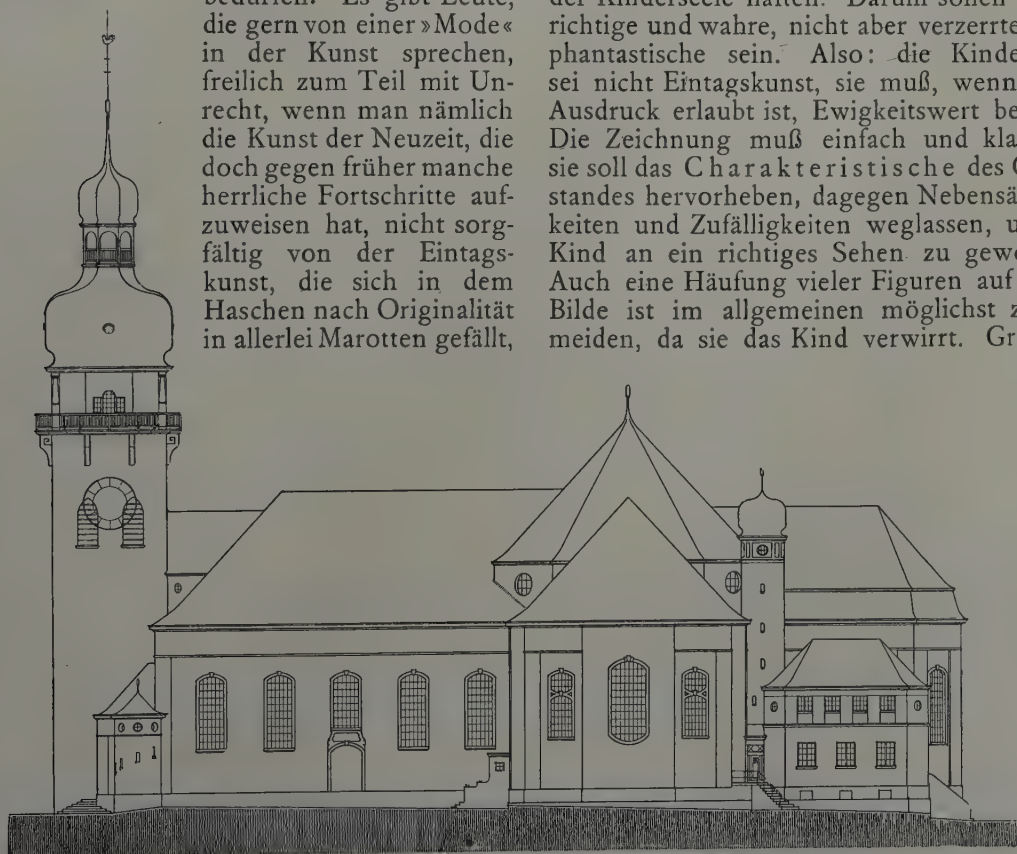 bedürfen. Es gibt Leute,
die gern von einer »Mode«
in der Kunst sprechen,
freilich zum Teil mit Un-
recht, wenn man nämlich
die Kunst der Neuzeit, die
doch gegen früher manche
herrliche Fortschritte auf-
zuweisen hat, nicht sorg-
fältig von der Eintags-
kunst, die sich in dem
Haschen nach Originalität
in allerlei Marotten gefällt,
der Kinderseele haften. Darum sollen
richtige und wahre, nicht aber verzerrte
phantastische sein. Also: die Kinde
sei nicht Eintagskunst, sie muß, wenn
Ausdruck erlaubt ist, Ewigkeitswert be
Die Zeichnung muß einfach und kla
sie soll das Charakteristische des G
standes hervorheben, dagegen Nebensä
keiten und Zufälligkeiten weglassen, u
Kind an ein richtiges Sehen zu gewö
Auch eine Häufung vieler Figuren auf
Bilde ist im allgemeinen möglichst z
meiden, da sie das Kind verwirrt. Gr